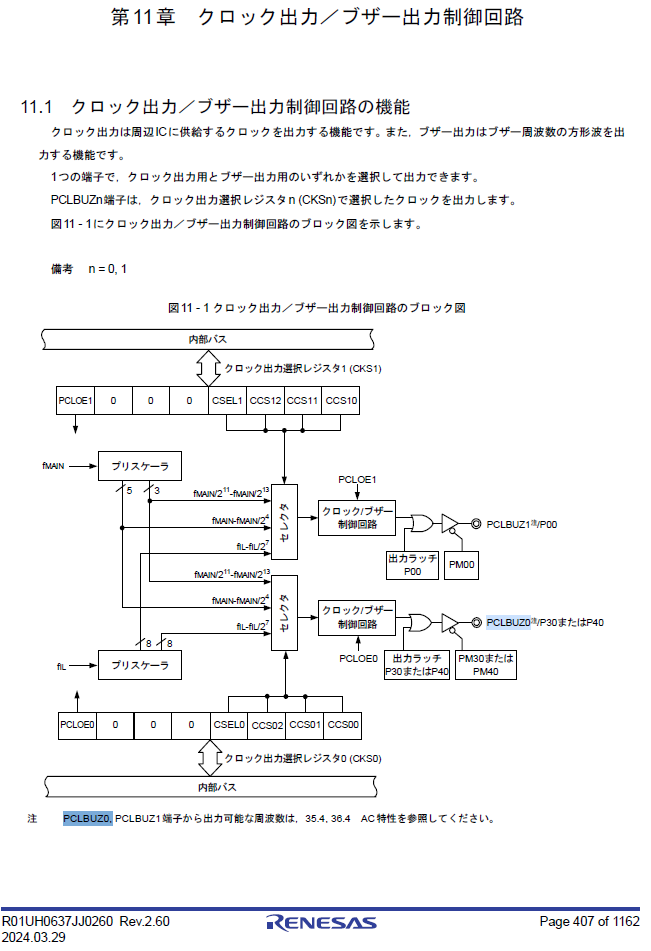 第11章　クロック出力／ブザー出力制御回路
11.1　クロック出力／ブザー出力制御回路の機能
クロック出力は周辺ICに供給するクロックを出力する機能です。また，ブザー出力はブザー周波数の方形波を出
力する機能です。
1つの端子で，クロック出力用とブザー出力用のいずれかを選択して出力できます。
PCLBUZn端子は，クロック出力選択レジスタn (CKSn)で選択したクロックを出力します。
図11 - 1にクロック出力／ブザー出力制御回路のブロック図を示します。
備考　n = 0, 1
図11 - 1 クロック出力／ブザー出力制御回路のブロック図
内部バス
クロック出力選択レジスタ1 (CKS1)
PCLOE1 0 0 0 CSEL1 CCS12 CCS11 CCS10
fMAIN プリスケーラ
5 3
PCLOE1
fMAIN/2^11-fMAIN/2^13
fMAIN-fMAIN/2^4
fIL-fIL/2^7
セレクタ
クロック/ブザー
制御回路
PCLBUZ1注/P00
出力ラッチ
P00
PM00
fMAIN/2^11-fMAIN/2^13
fMAIN-fMAIN/2^4
fIL-fIL/2^7
セレクタ
クロック/ブザー
制御回路
PCLBUZ0注/P30またはP40
8 8
fIL プリスケーラ
PCLOE0
出力ラッチ
P30またはP40
PM30または
PM40
PCLOE0 0 0 0 CSEL0 CCS02 CCS01 CCS00
クロック出力選択レジスタ0 (CKS0)
内部バス
注　PCLBUZ0, PCLBUZ1端子から出力可能な周波数は，35.4, 36.4　AC特性を参照してください。
R01UH0637JJ0260 Rev.2.60
RENESAS
Page 407 of 1162
2024.03.29